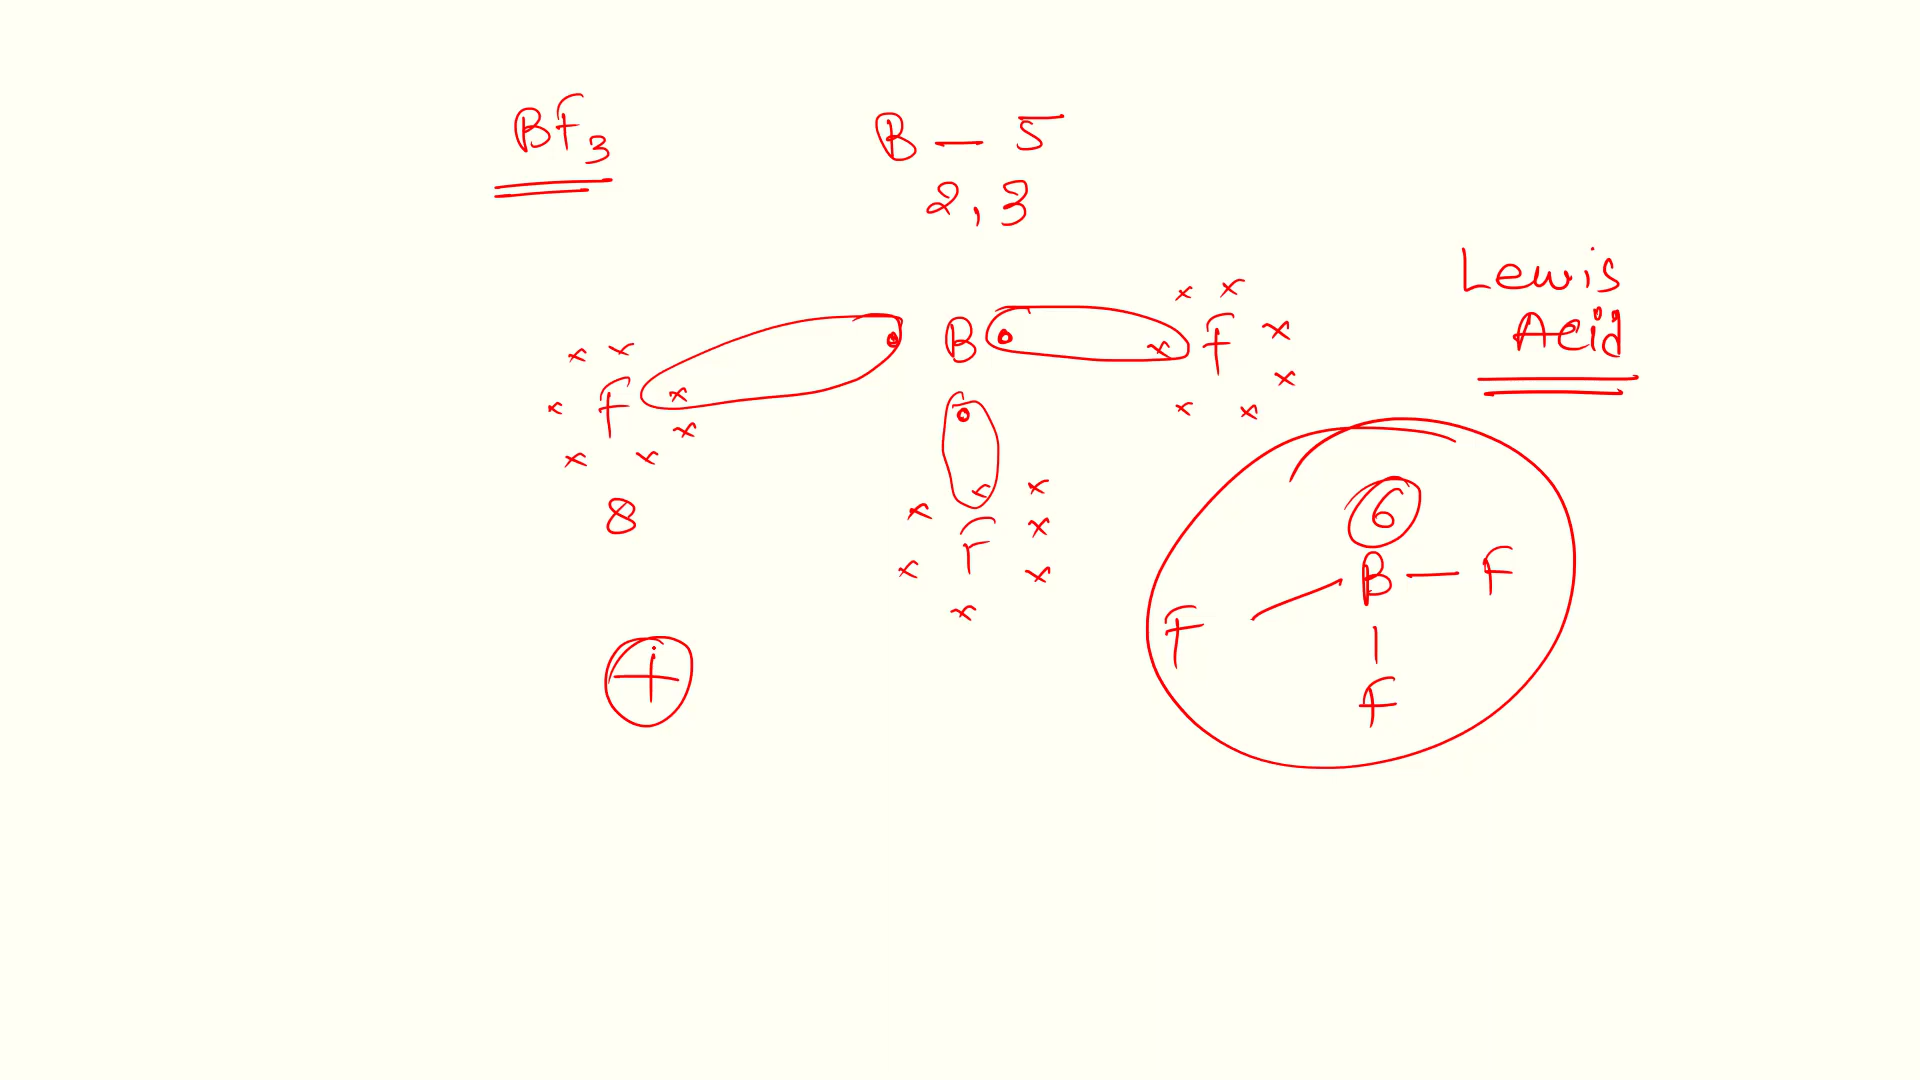 BF3
B — 5
2, 3
Lewis
Acid
F B F
8
F
+
6
F — B — F
F